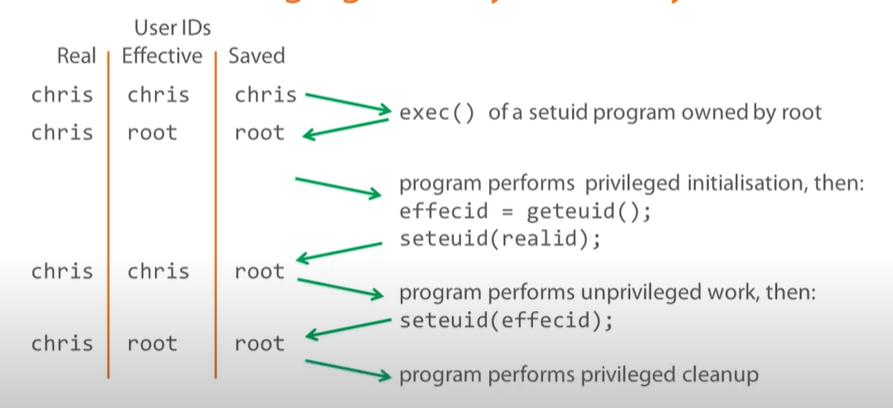 User IDs
Real Effective Saved
chris chris chris
exec() of a setuid program owned by root
chris root root
program performs privileged initialisation, then:
effecid = geteuid();
seteuid(realid);
chris chris root
program performs unprivileged work, then:
seteuid(effecid);
chris root root
program performs privileged cleanup